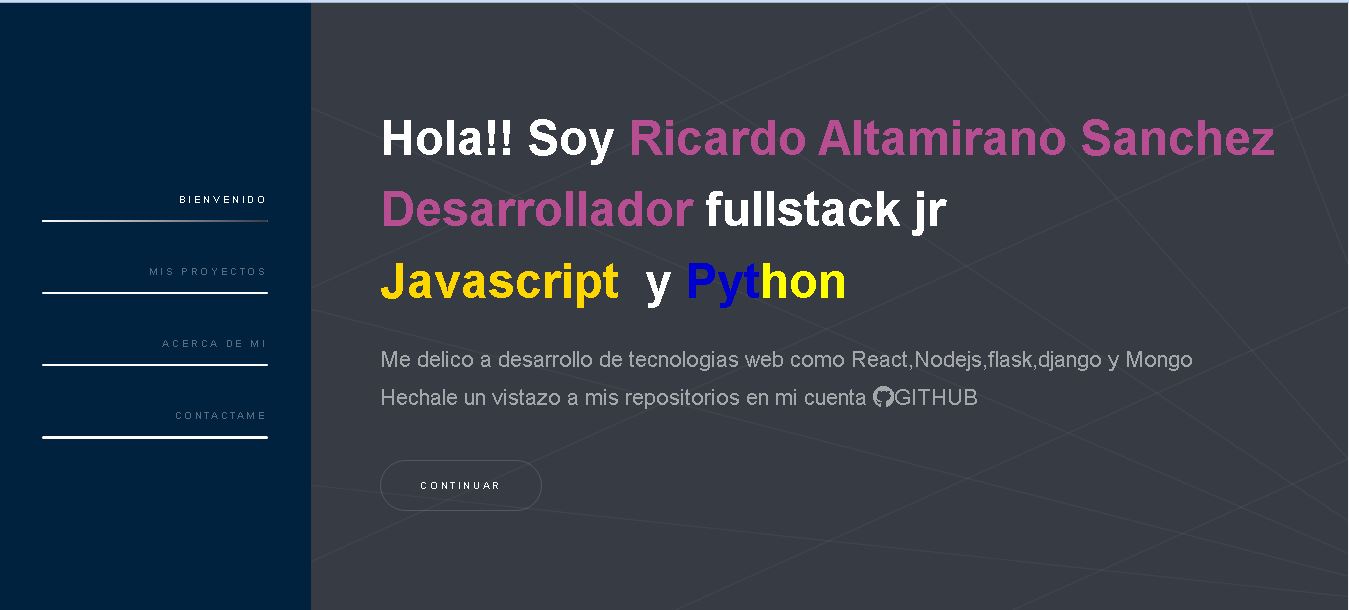 BIENVENIDO
MIS PROYECTOS
ACERCA DE MI
CONTACTAME
Hola!! Soy Ricardo Altamirano Sanchez
Desarrollador fullstack jr
Javascript y Python
Me delico a desarrollo de tecnologias web como React,Nodejs,flask,django y Mongo
Hechale un vistazo a mis repositorios en mi cuenta GITHUB
CONTINUAR